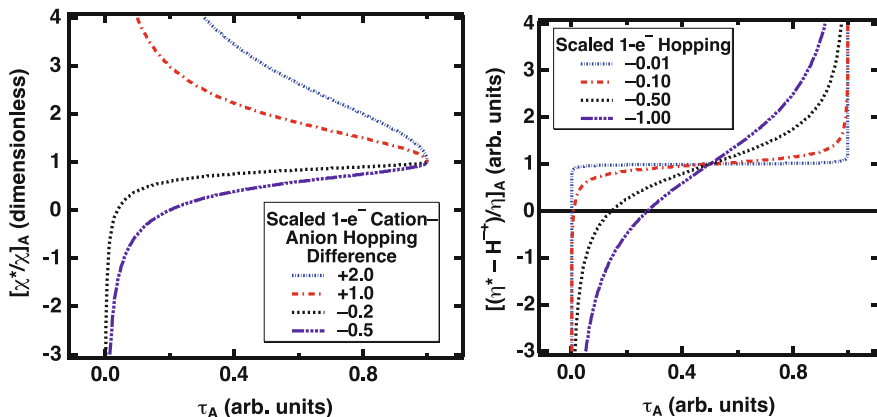 4
3
2
1
0
-1
-2
-3
[χ*/χ]A (dimensionless)
0.0 0.4 0.8
τA (arb. units)
Scaled 1-e– Cation–
Anion Hopping
Difference
+2.0
+1.0
–0.2
–0.5
4
3
2
1
0
-1
-2
-3
[(η* – H–+)/η]A (arb. units)
0.0 0.4 0.8
τA (arb. units)
Scaled 1-e– Hopping
–0.01
–0.10
–0.50
–1.00